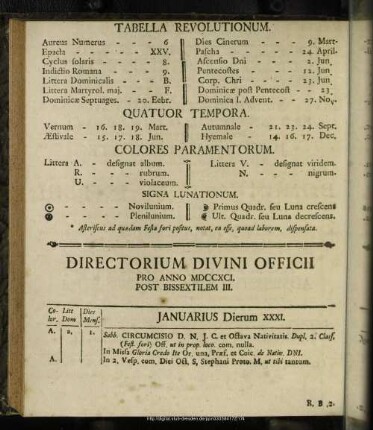 TABELLA REVOLUTIONUM.
Aureus Numerus - - - 6 Dies Cinerum - - - 9. Mart.
Epacta - - - - XXV. Pascha - - - - 24. April.
Cyclus solaris - - - - 8. Ascensio Dni - - - 2. Jun
Indictio Romana - - - 9. Pentecostes - - - 12. Jun
Littera Dominicalis - - - B. Corp. Chri - - - 23. Jun
Littera Martyrol. maj. - - F. Dominicæ post Pentecost - - 23
Dominicæ Septuages. - - 20. Febr. Dominica I. Advent. - - 27. Nov.
QUATUOR TEMPORA.
Vernum - 16. 18. 19. Mart. Autumnale - 21. 23. 24. Sept.
Æstivale - 15. 17. 18. Jun. Hyemale - 14. 16. 17. Dec.
COLORES PARAMENTORUM.
Littera A. - designat album. Littera V. - designat viridem.
R. - - - rubrum. N. - - - nigrum.
U. - - - violaceum.
SIGNA LUNATIONUM.
- - - - Novilunium. Primus Quadr. seu Luna crescens
- - - - Plenilunium. Ult. Quadr. seu Luna decrescens.
* Asteriscus ad quædam Festa fori positus, notat, ea esse, quoad laborem, dispensata.
DIRECTORIUM DIVINI OFFICII
PRO ANNO MDCCXCI.
POST BISSEXTILEM III.
Co-lor. Litt Dom Dies Mens. JANUARIUS Dierum XXXI.
A. 1. Sabb. CIRCUMCISIO D. N. J. C. et Octava Nativitatis. Dupl. 2. Class.
(Fest. fori) Off. ut in prop. com. nulla.
In Missa Gloria Credo Ite Or. una, Præf. et Coic. de Nativ. DNI.
A. In 2, Vesp. com. Diei Oct. S. Stephani Proto. M. ut ibi tantum.